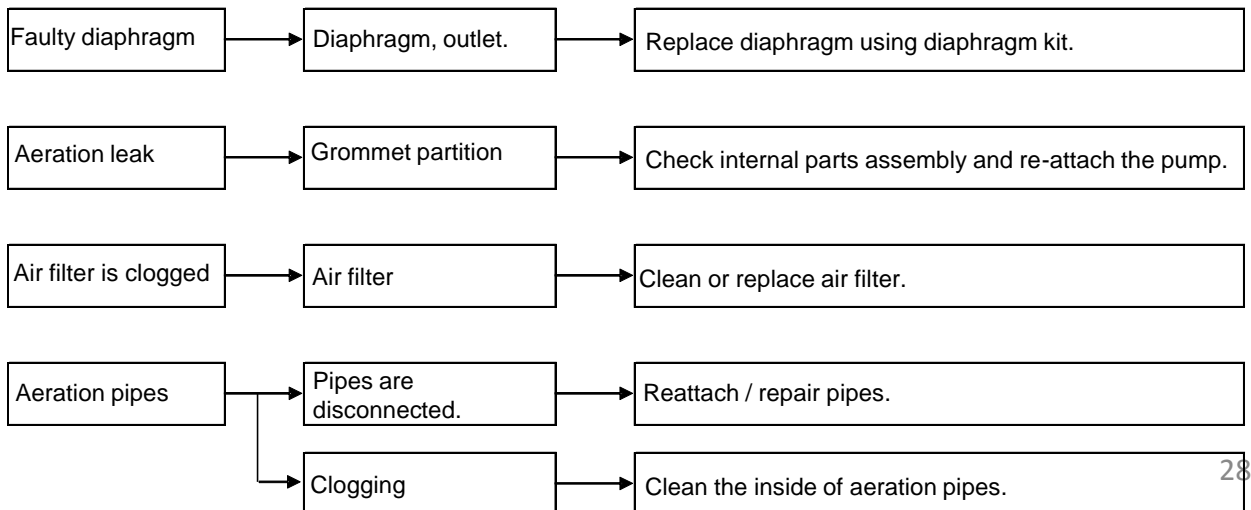 Faulty diaphragm
Diaphragm, outlet.
Replace diaphragm using diaphragm kit.
Aeration leak
Grommet partition
Check internal parts assembly and re-attach the pump.
Air filter is clogged
Air filter
Clean or replace air filter.
Aeration pipes
Pipes are
disconnected.
Reattach / repair pipes.
Clogging
Clean the inside of aeration pipes.
28